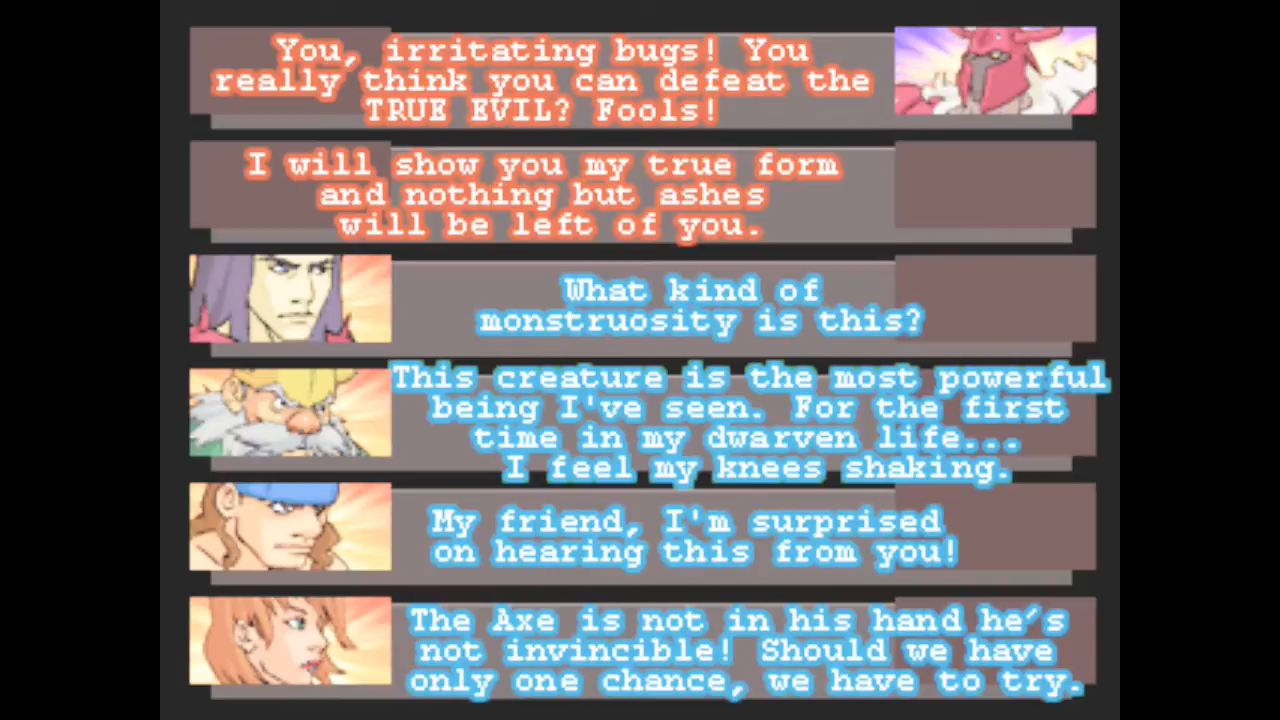 You, irritating bugs! You
really think you can defeat the
TRUE EVIL? Fools!
I will show you my true form
and nothing but ashes
will be left of you.
What kind of
monstruosity is this?
This creature is the most powerful
being I've seen. For the first
time in my dwarven life...
I feel my knees shaking.
My friend, I'm surprised
on hearing this from you!
The Axe is not in his hand he's
not invincible! Should we have
only one chance, we have to try.